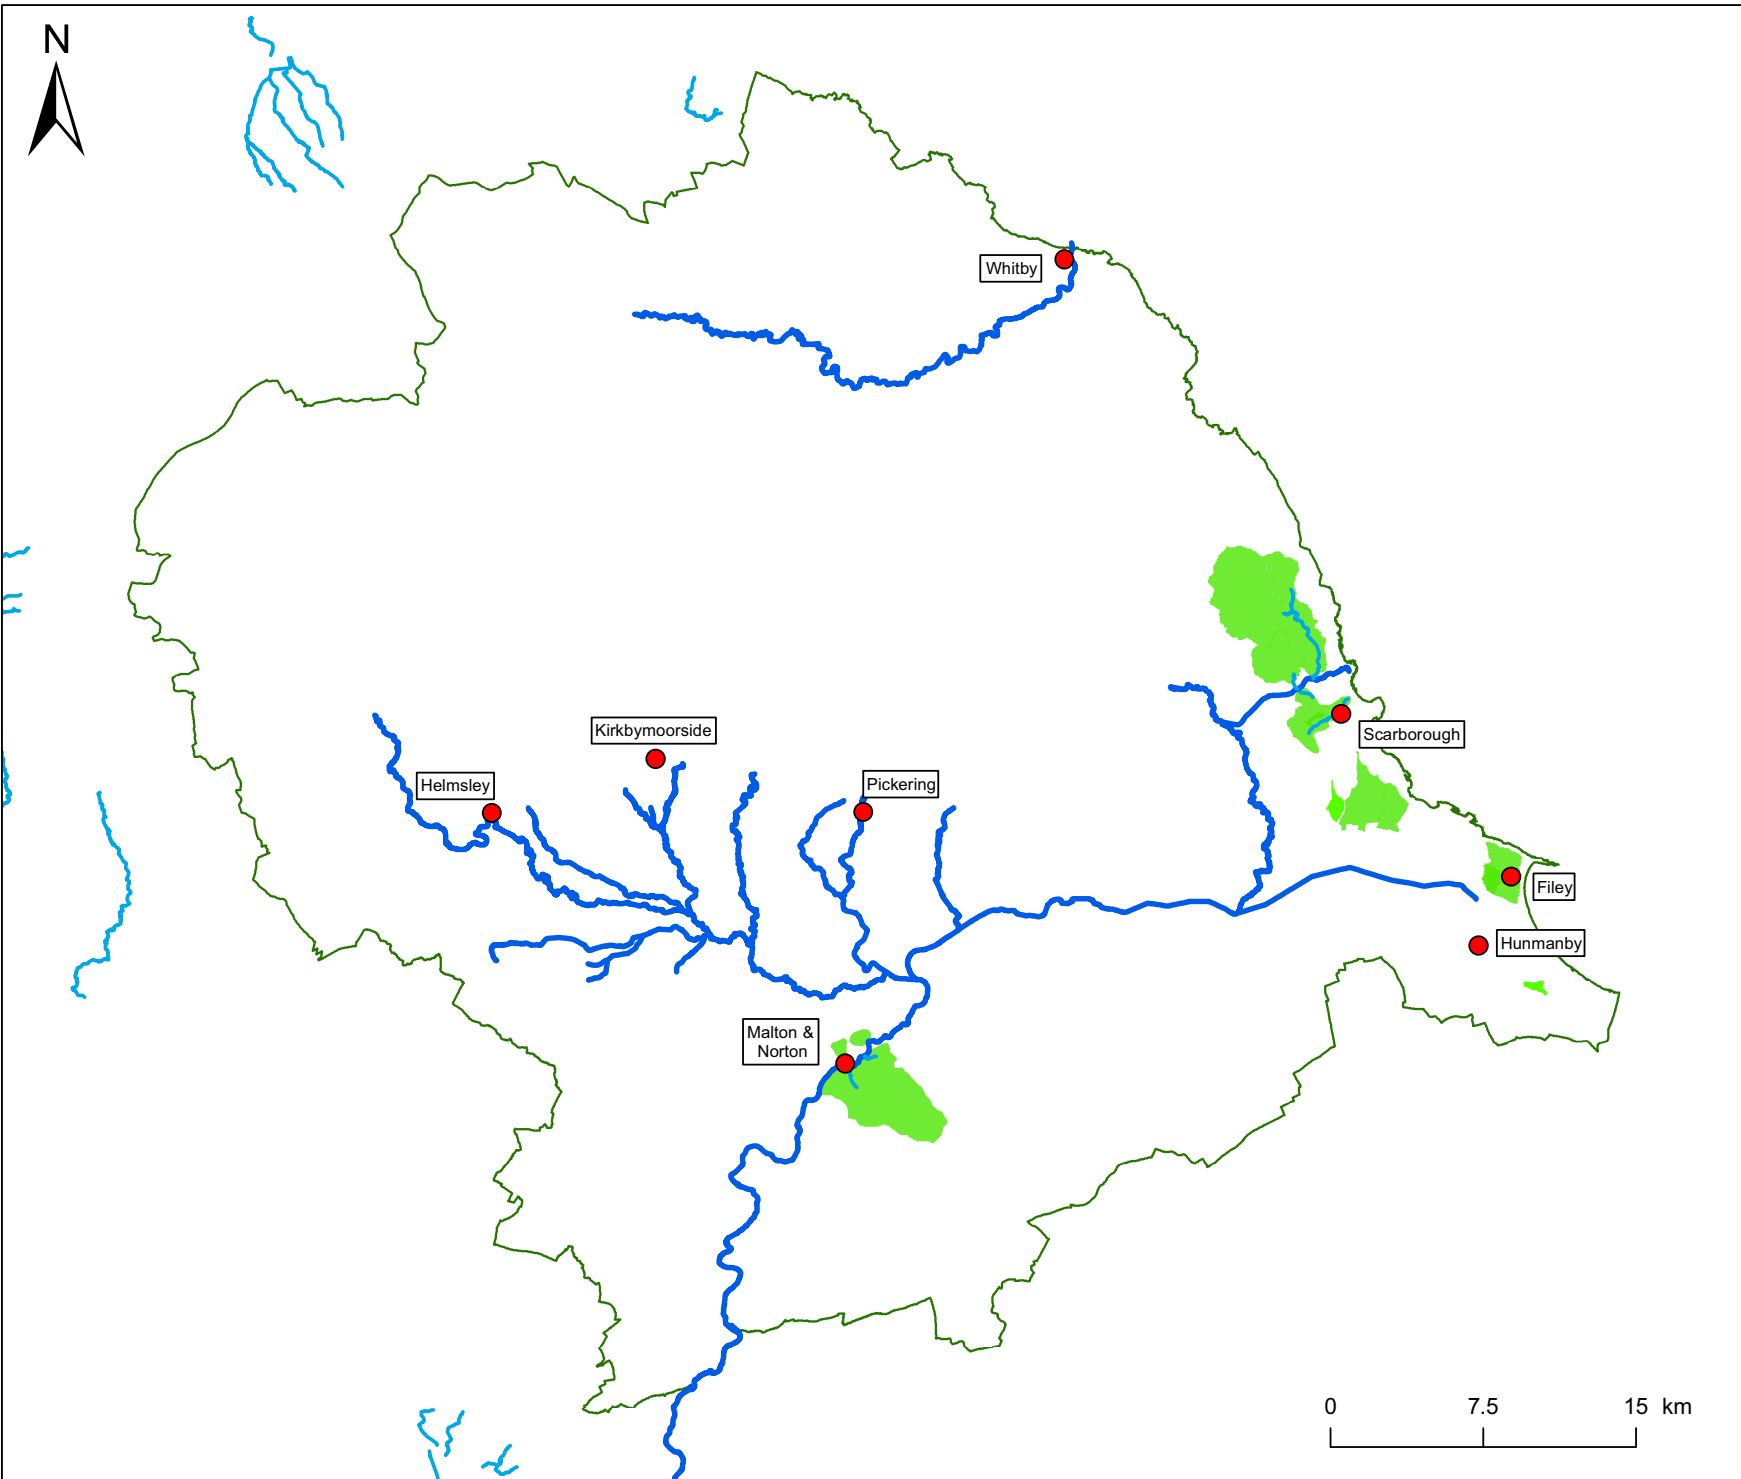 N
Whitby
Kirkbymoorside
Scarborough
Helmsley
Pickering
Filey
Hunmanby
Malton &
Norton
0 7.5 15 km